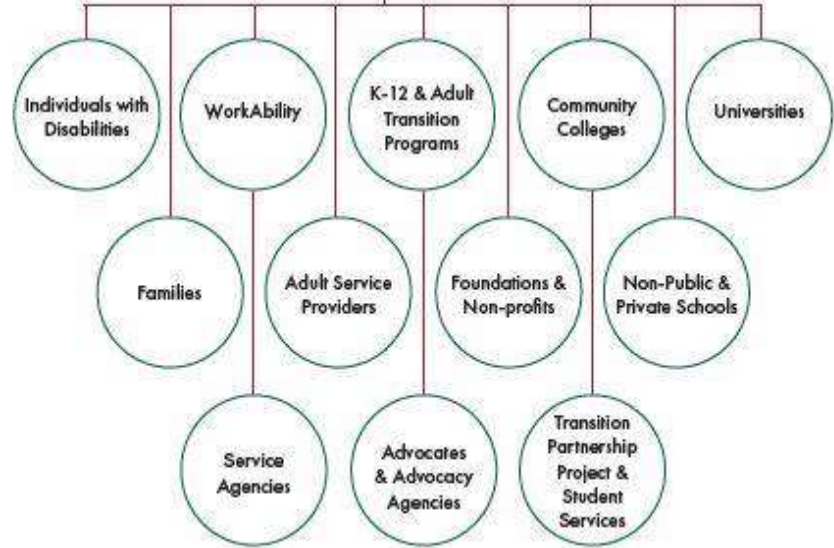 Individuals with
Disabilities
WorkAbility
K-12 & Adult
Transition
Programs
Community
Colleges
Universities
Families
Adult Service
Providers
Foundations &
Non-profits
Non-Public &
Private Schools
Service
Agencies
Advocates
& Advocacy
Agencies
Transition
Partnership
Project &
Student
Services